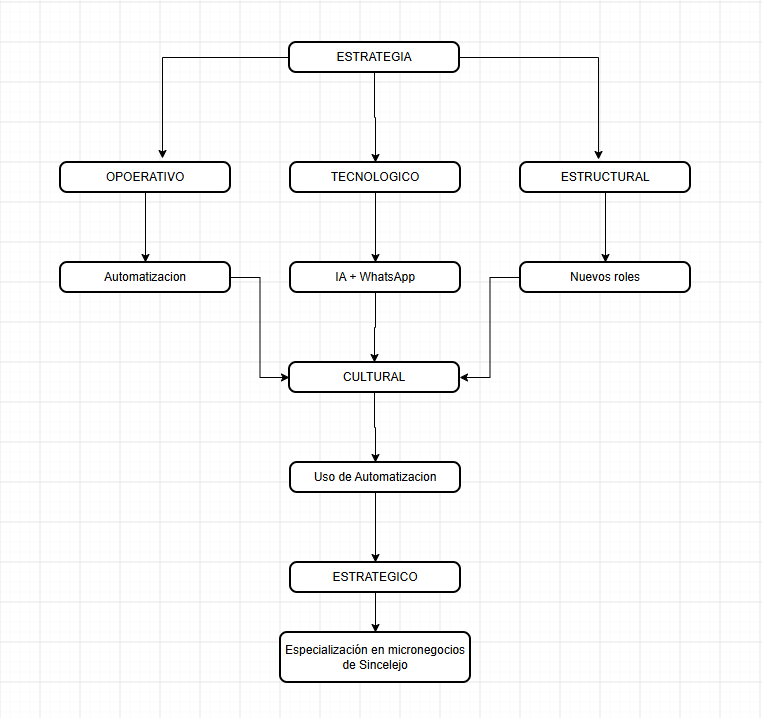 ESTRATEGIA
OPOERATIVO
TECNOLOGICO
ESTRUCTURAL
Automatizacion
IA + WhatsApp
Nuevos roles
CULTURAL
Uso de Automatizacion
ESTRATEGICO
Especialización en micronegocios
de Sincelejo